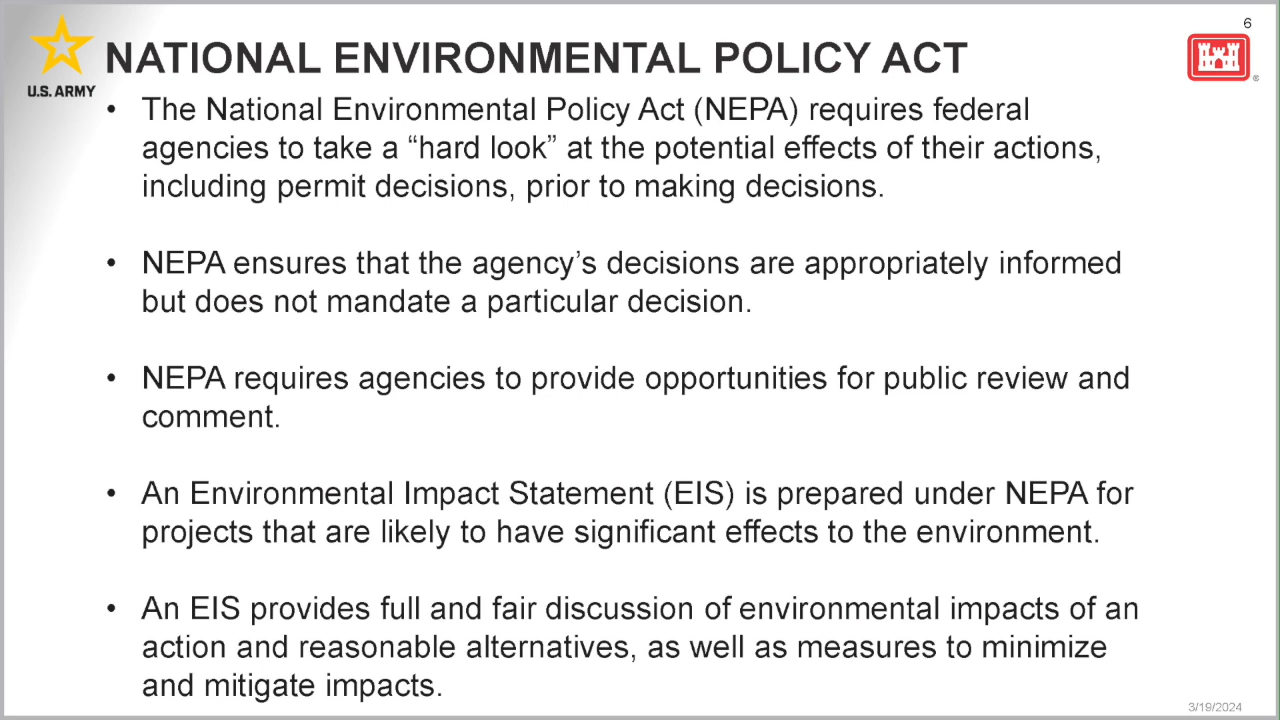 6
NATIONAL ENVIRONMENTAL POLICY ACT
U.S. ARMY
• The National Environmental Policy Act (NEPA) requires federal
agencies to take a “hard look” at the potential effects of their actions,
including permit decisions, prior to making decisions.
• NEPA ensures that the agency’s decisions are appropriately informed
but does not mandate a particular decision.
• NEPA requires agencies to provide opportunities for public review and
comment.
• An Environmental Impact Statement (EIS) is prepared under NEPA for
projects that are likely to have significant effects to the environment.
• An EIS provides full and fair discussion of environmental impacts of an
action and reasonable alternatives, as well as measures to minimize
and mitigate impacts.
3/19/2024